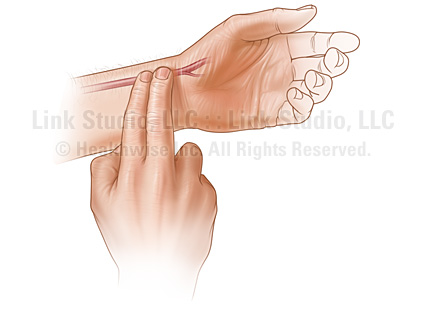 Link Studio, LLC :: Link Studio, LLC
© Healthwise, Inc. All Rights Reserved.